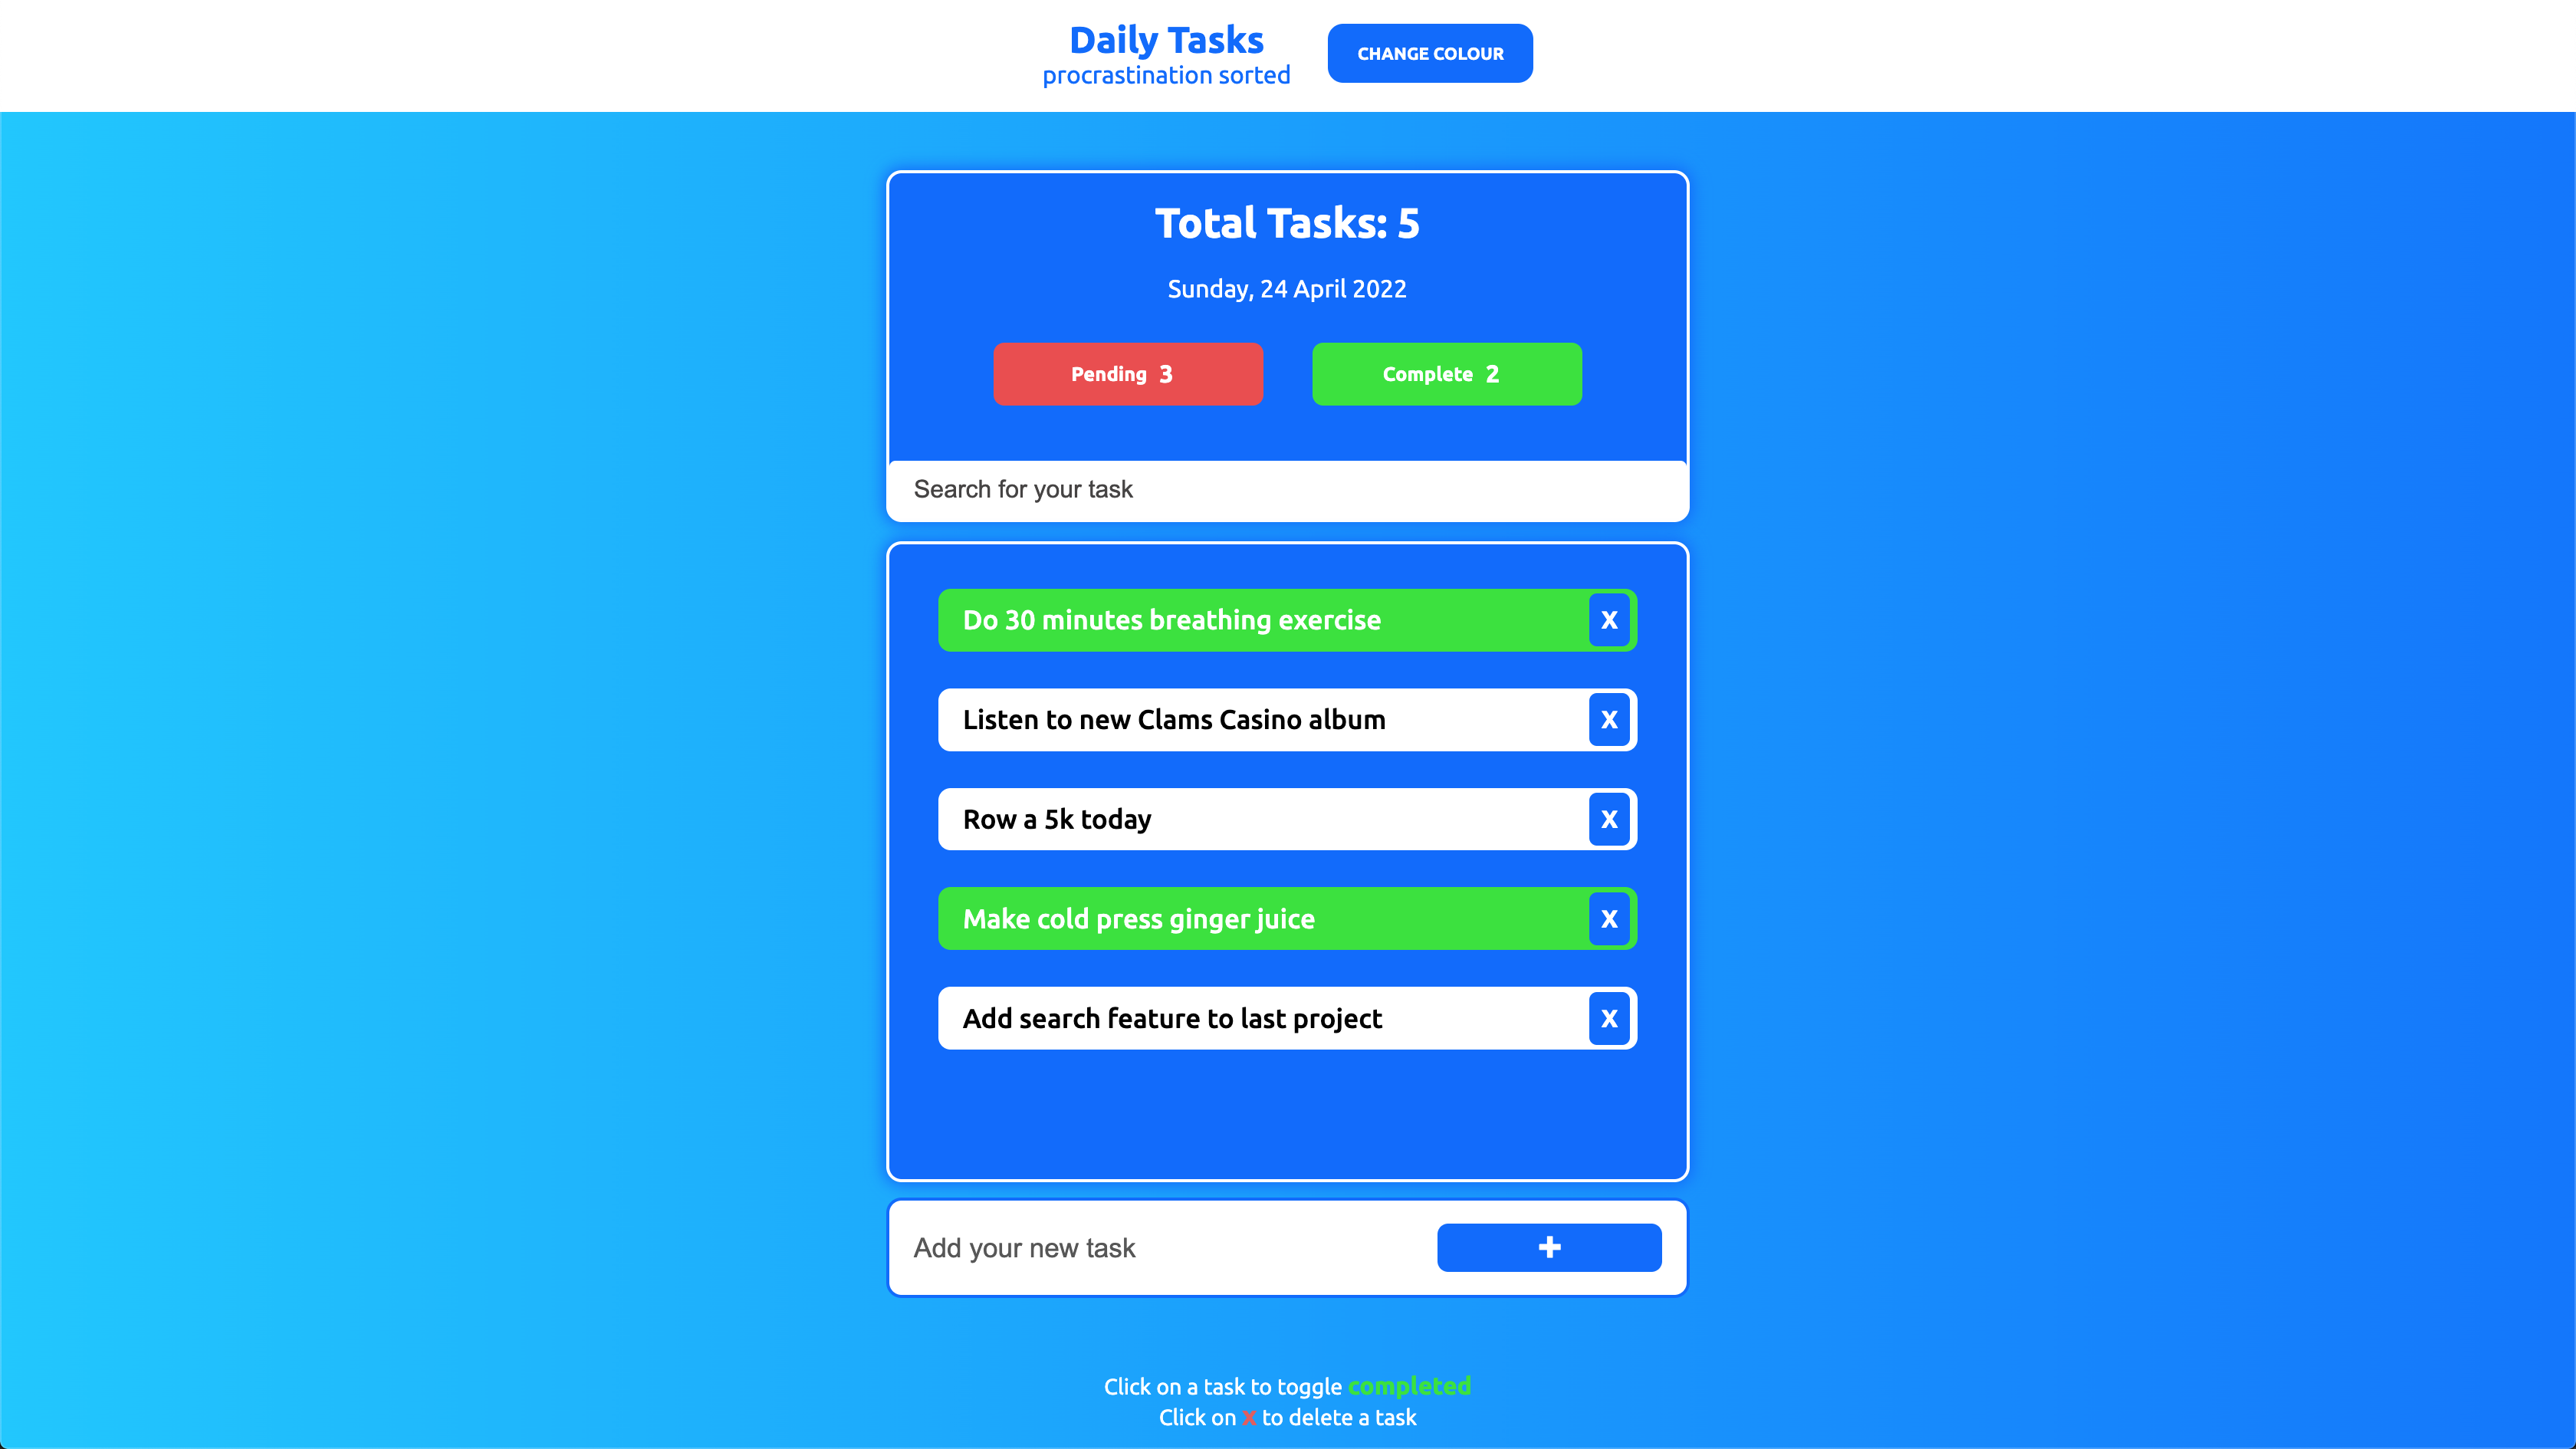 Daily Tasks
procrastination sorted
CHANGE COLOUR
Total Tasks: 5
Sunday, 24 April 2022
Pending 3
Complete 2
Search for your task
Do 30 minutes breathing exercise X
Listen to new Clams Casino album X
Row a 5k today X
Make cold press ginger juice X
Add search feature to last project X
Add your new task +
Click on a task to toggle completed
Click on X to delete a task